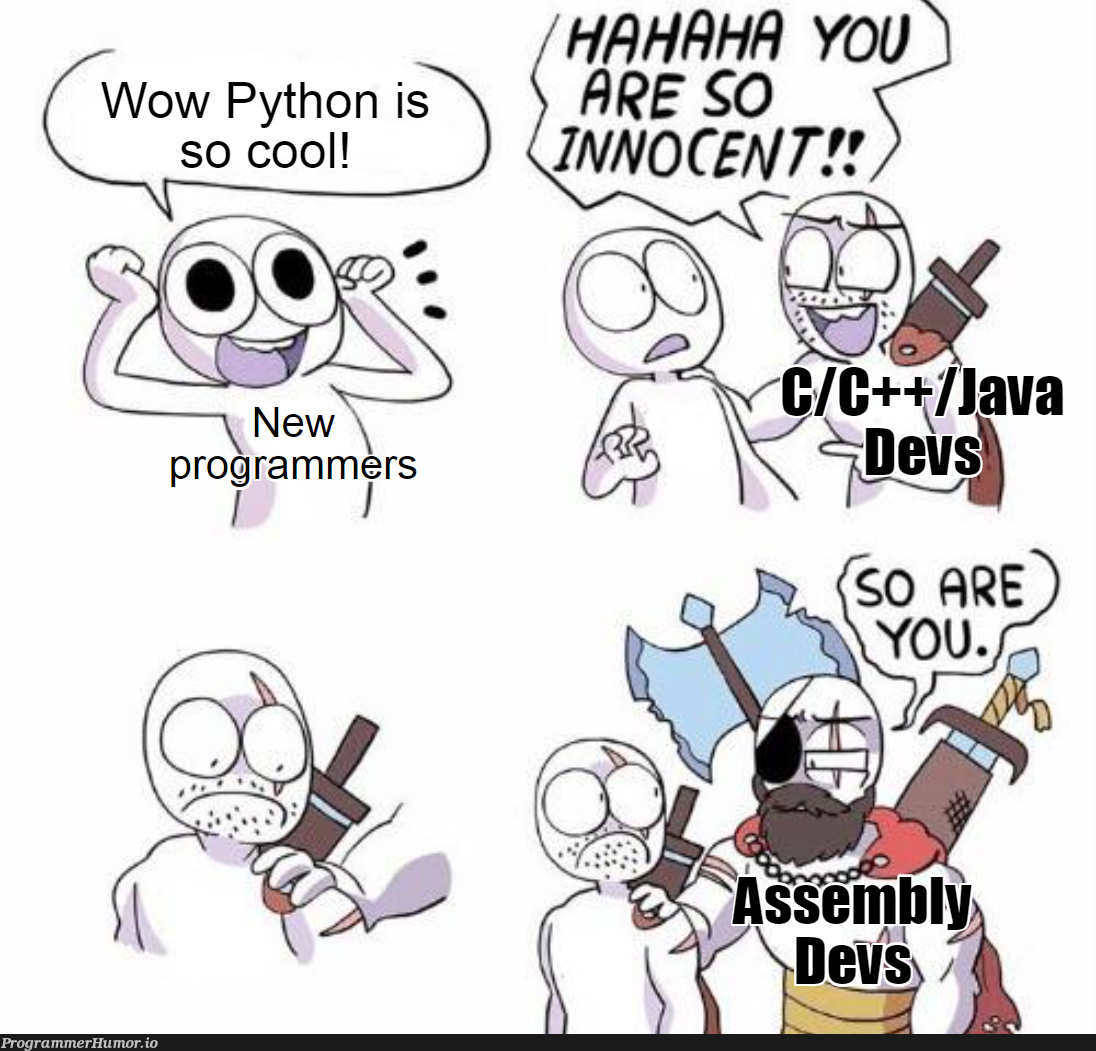 Wow Python is
so cool!
HAHAHA YOU
ARE SO
INNOCENT!!
New
programmers
C/C++/Java
Devs
SO ARE
YOU.
Assembly
Devs
ProgrammerHumor.io